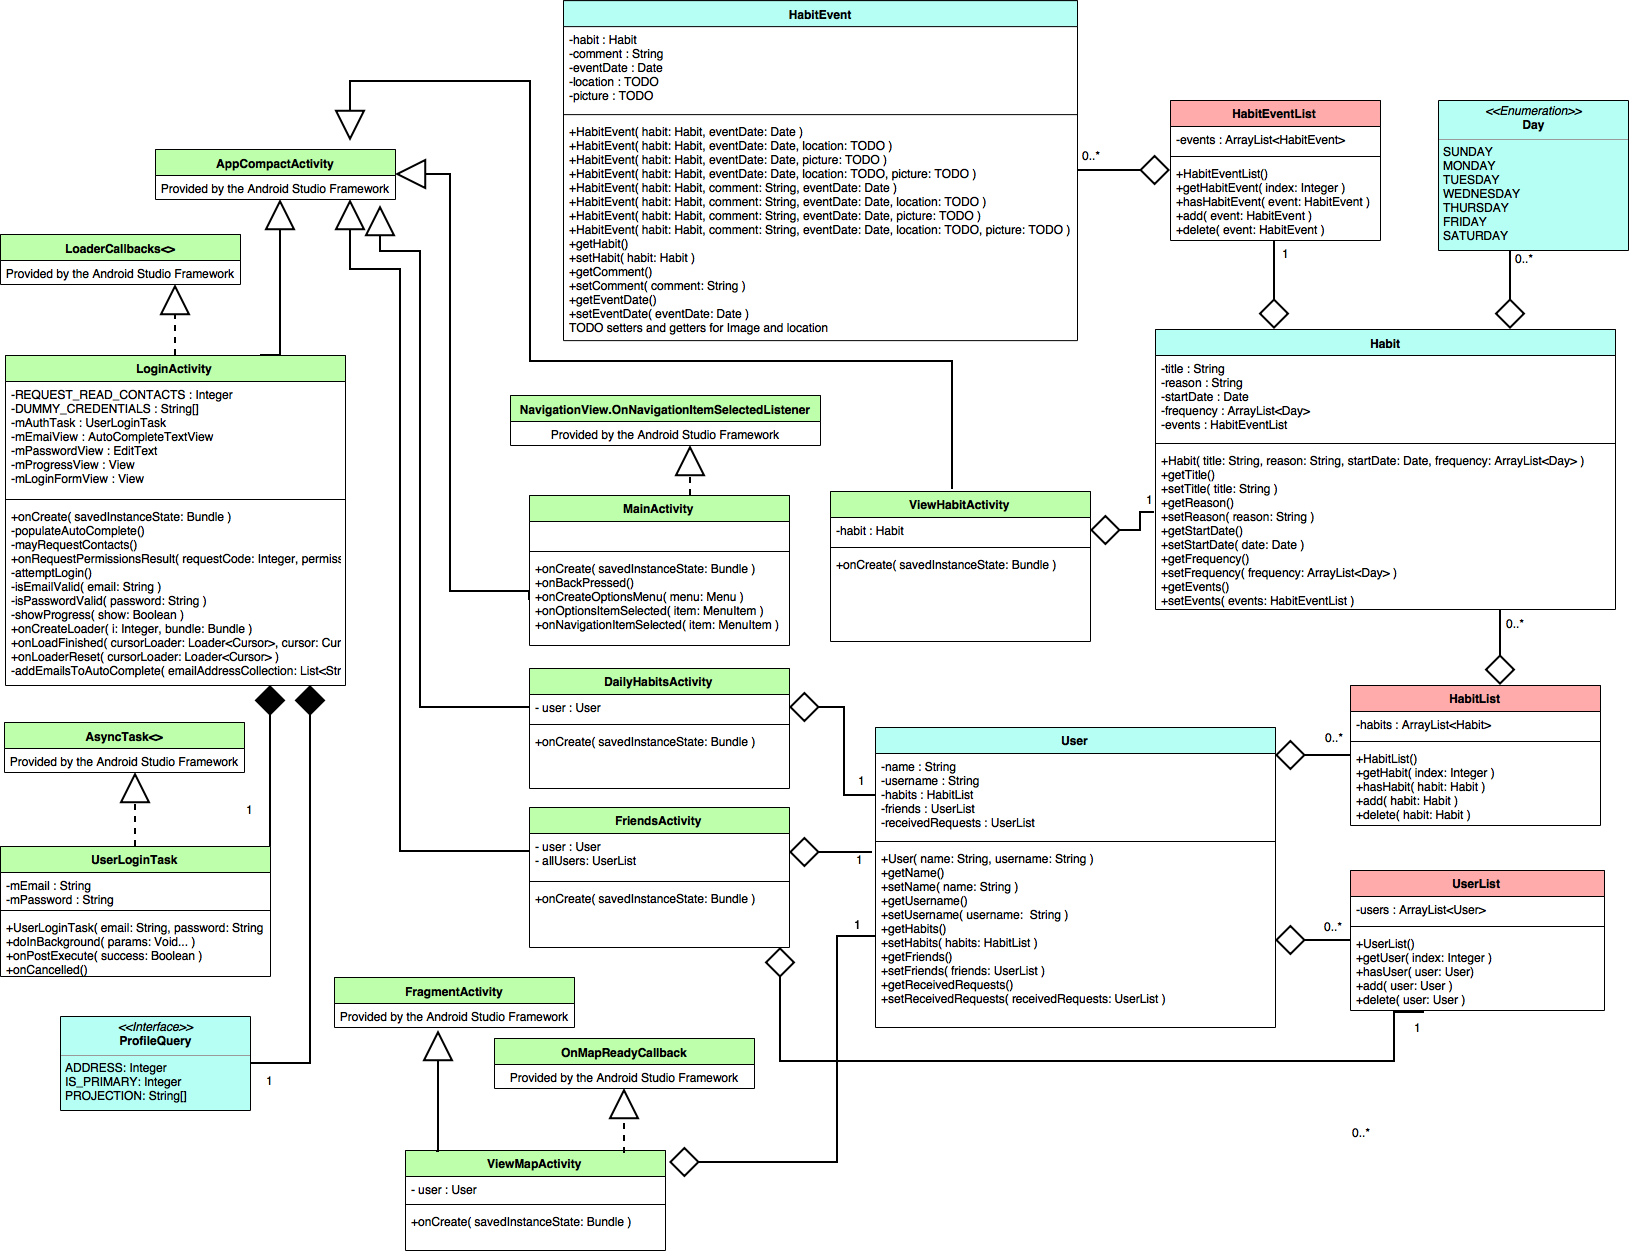 HabitEvent
-habit : Habit
-comment : String
-eventDate : Date
-location : TODO
-picture : TODO
+HabitEvent( habit: Habit, eventDate: Date )
+HabitEvent( habit: Habit, eventDate: Date, location: TODO )
+HabitEvent( habit: Habit, eventDate: Date, picture: TODO )
+HabitEvent( habit: Habit, eventDate: Date, location: TODO, picture: TODO )
+HabitEvent( habit: Habit, comment: String, eventDate: Date )
+HabitEvent( habit: Habit, comment: String, eventDate: Date, location: TODO )
+HabitEvent( habit: Habit, comment: String, eventDate: Date, picture: TODO )
+HabitEvent( habit: Habit, comment: String, eventDate: Date, location: TODO, picture: TODO )
+getHabit()
+setHabit( habit: Habit )
+getComment()
+setComment( comment: String )
+getEventDate()
+setEventDate( eventDate: Date )
TODO setters and getters for Image and location
0..*
HabitEventList
-events : ArrayList<HabitEvent>
+HabitEventList()
+getHabitEvent( index: Integer )
+hasHabitEvent( event: HabitEvent )
+add( event: HabitEvent )
+delete( event: HabitEvent )
1
<<Enumeration>>
Day
SUNDAY
MONDAY
TUESDAY
WEDNESDAY
THURSDAY
FRIDAY
SATURDAY
0..*
AppCompactActivity
Provided by the Android Studio Framework
LoaderCallbacks<>
Provided by the Android Studio Framework
LoginActivity
-REQUEST_READ_CONTACTS : Integer
-DUMMY_CREDENTIALS : String[]
-mAuthTask : UserLoginTask
-mEmaiView : AutoCompleteTextView
-mPasswordView : EditText
-mProgressView : View
-mLoginFormView : View
+onCreate( savedInstanceState: Bundle )
-populateAutoComplete()
-mayRequestContacts()
+onRequestPermissionsResult( requestCode: Integer, permiss
-attemptLogin()
-isEmailValid( email: String )
-isPasswordValid( password: String )
-showProgress( show: Boolean )
+onCreateLoader( i: Integer, bundle: Bundle )
+onLoadFinished( cursorLoader: Loader<Cursor>, cursor: Cur
+onLoaderReset( cursorLoader: Loader<Cursor> )
-addEmailsToAutoComplete( emailAddressCollection: List<Str
NavigationView.OnNavigationItemSelectedListener
Provided by the Android Studio Framework
MainActivity
+onCreate( savedInstanceState: Bundle )
+onBackPressed()
+onCreateOptionsMenu( menu: Menu )
+onOptionsItemSelected( item: MenuItem )
+onNavigationItemSelected( item: MenuItem )
ViewHabitActivity
-habit : Habit
+onCreate( savedInstanceState: Bundle )
1
Habit
-title : String
-reason : String
-startDate : Date
-frequency : ArrayList<Day>
-events : HabitEventList
+Habit( title: String, reason: String, startDate: Date, frequency: ArrayList<Day> )
+getTitle()
+setTitle( title: String )
+getReason()
+setReason( reason: String )
+getStartDate()
+setStartDate( date: Date )
+getFrequency()
+setFrequency( frequency: ArrayList<Day> )
+getEvents()
+setEvents( events: HabitEventList )
0..*
HabitList
-habits : ArrayList<Habit>
+HabitList()
+getHabit( index: Integer )
+hasHabit( habit: Habit )
+add( habit: Habit )
+delete( habit: Habit )
0..*
DailyHabitsActivity
- user : User
+onCreate( savedInstanceState: Bundle )
1
FriendsActivity
- user : User
- allUsers: UserList
+onCreate( savedInstanceState: Bundle )
1
User
-name : String
-username : String
-habits : HabitList
-friends : UserList
-receivedRequests : UserList
+User( name: String, username: String )
+getName()
+setName( name: String )
+getUsername()
+setUsername( username:  String )
+getHabits()
+setHabits( habits: HabitList )
+getFriends()
+setFriends( friends: UserList )
+getReceivedRequests()
+setReceivedRequests( receivedRequests: UserList )
1
UserList
-users : ArrayList<User>
+UserList()
+getUser( index: Integer )
+hasUser( user: User)
+add( user: User )
+delete( user: User )
0..*
1
AsyncTask<>
Provided by the Android Studio Framework
1
UserLoginTask
-mEmail : String
-mPassword : String
+UserLoginTask( email: String, password: String
+doInBackground( params: Void... )
+onPostExecute( success: Boolean )
+onCancelled()
<<Interface>>
ProfileQuery
ADDRESS: Integer
IS_PRIMARY: Integer
PROJECTION: String[]
1
FragmentActivity
Provided by the Android Studio Framework
OnMapReadyCallback
Provided by the Android Studio Framework
ViewMapActivity
- user : User
+onCreate( savedInstanceState: Bundle )
0..*